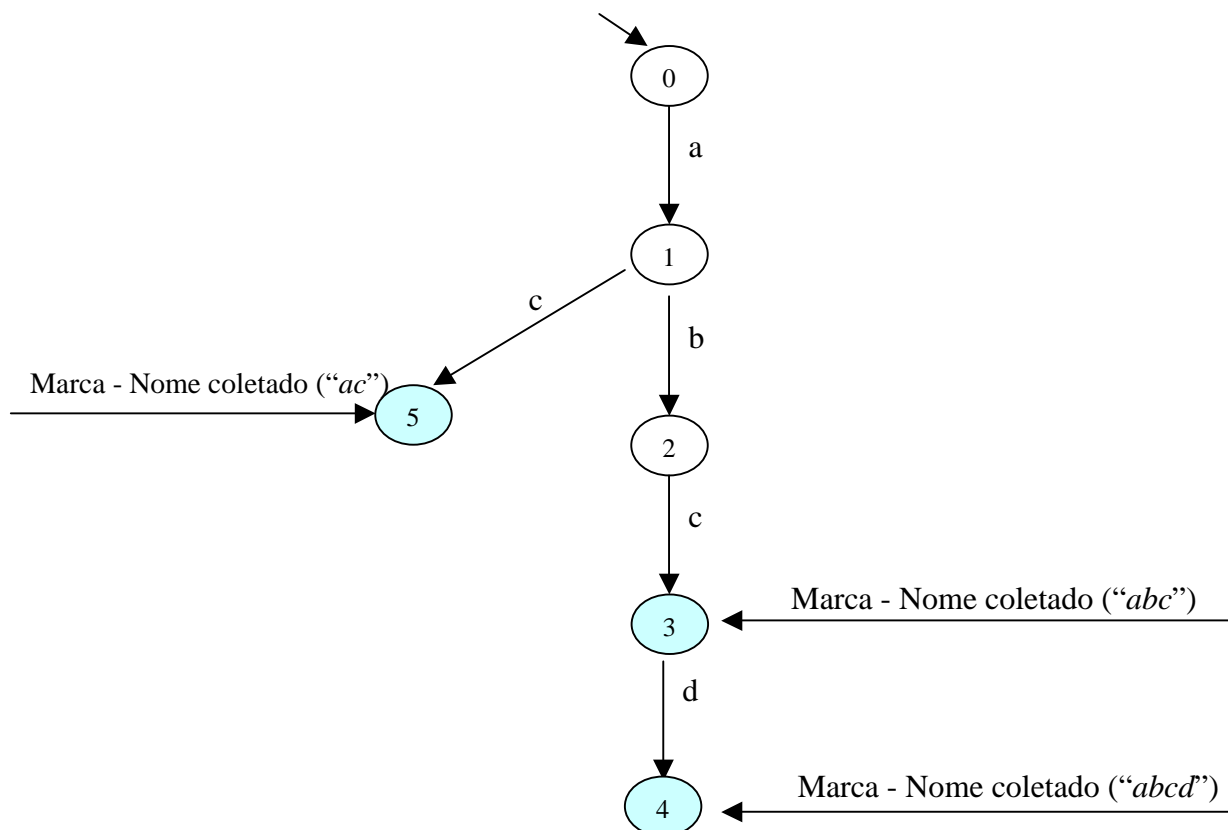 0
a
1
c
b
Marca - Nome coletado (“ac”)
5
2
c
Marca - Nome coletado (“abc”)
3
d
Marca - Nome coletado (“abcd”)
4